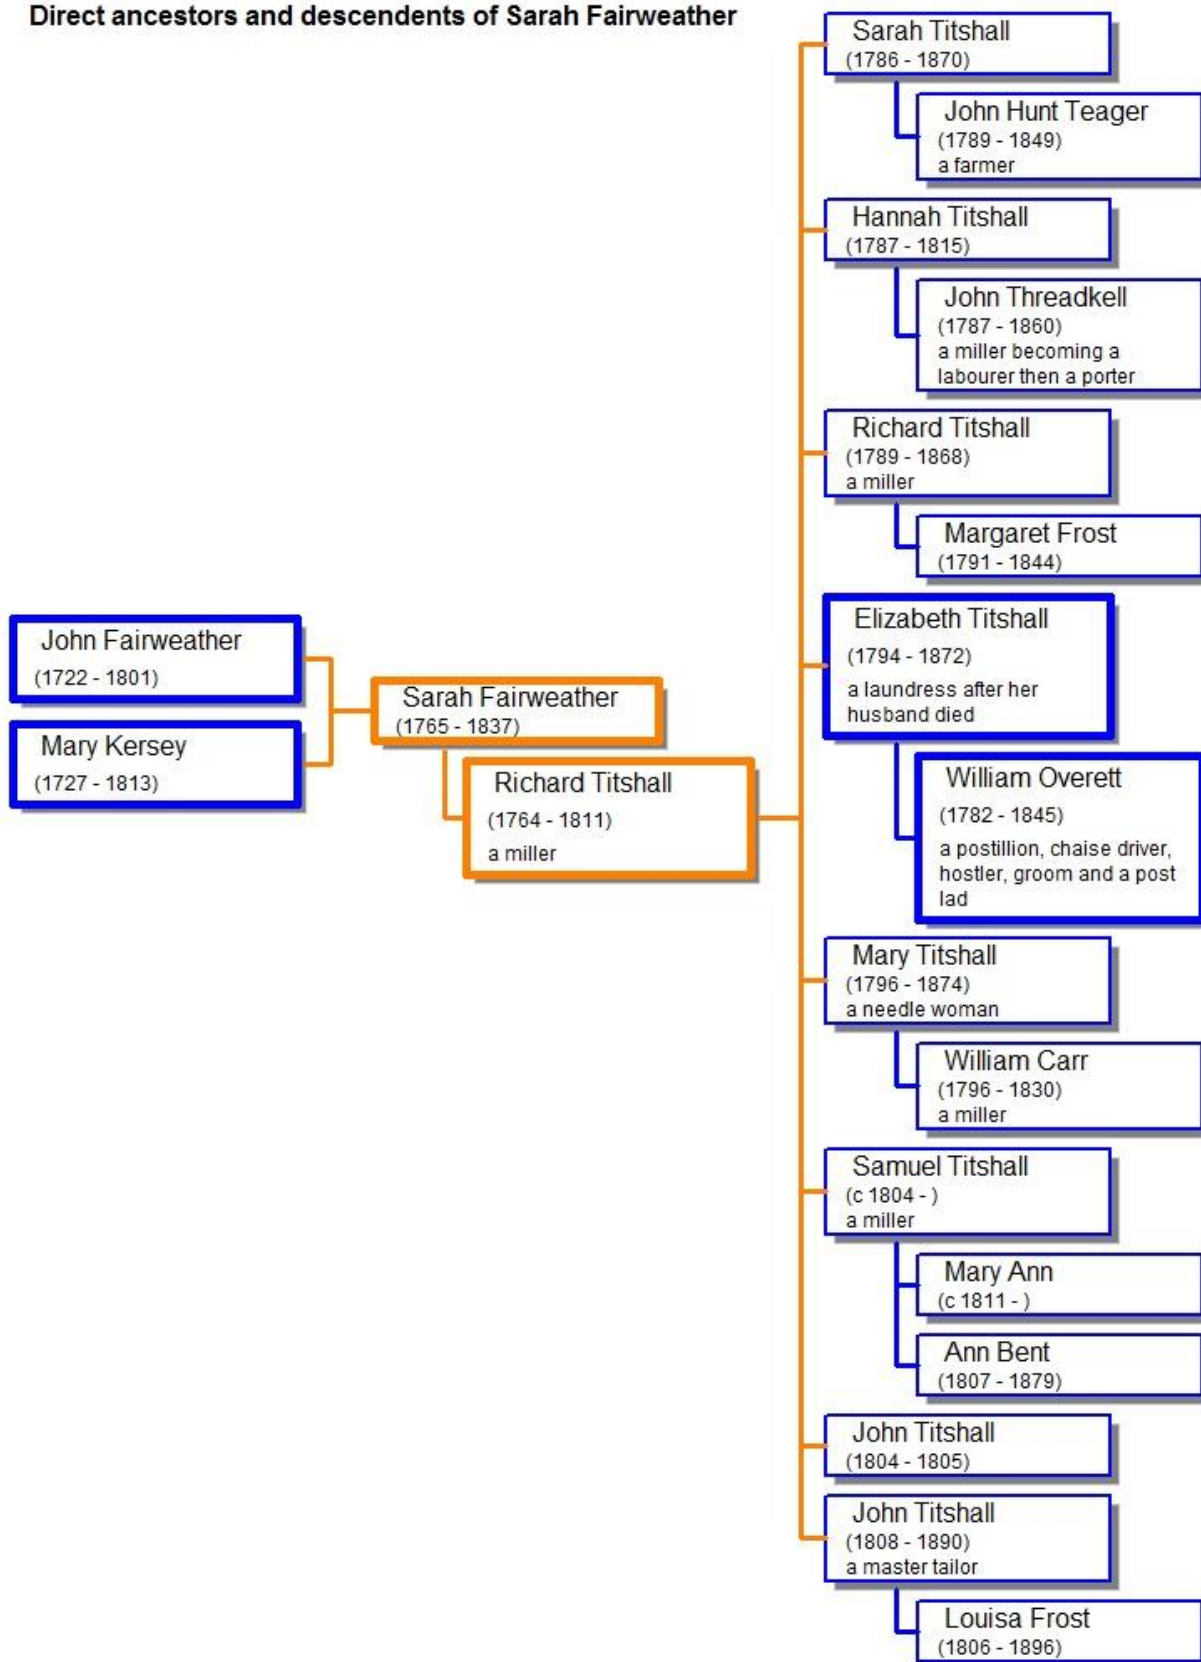 Direct ancestors and descendents of Sarah Fairweather
John Fairweather
(1722 - 1801)
Mary Kersey
(1727 - 1813)
Sarah Fairweather
(1765 - 1837)
Richard Titshall
(1764 - 1811)
a miller
Sarah Titshall
(1786 - 1870)
John Hunt Teager
(1789 - 1849)
a farmer
Hannah Titshall
(1787 - 1815)
John Threadkell
(1787 - 1860)
a miller becoming a
labourer then a porter
Richard Titshall
(1789 - 1868)
a miller
Margaret Frost
(1791 - 1844)
Elizabeth Titshall
(1794 - 1872)
a laundress after her
husband died
William Overett
(1782 - 1845)
a postillion, chaise driver,
hostler, groom and a post
lad
Mary Titshall
(1796 - 1874)
a needle woman
William Carr
(1796 - 1830)
a miller
Samuel Titshall
(c 1804 - )
a miller
Mary Ann
(c 1811 - )
Ann Bent
(1807 - 1879)
John Titshall
(1804 - 1805)
John Titshall
(1808 - 1890)
a master tailor
Louisa Frost
(1806 - 1896)